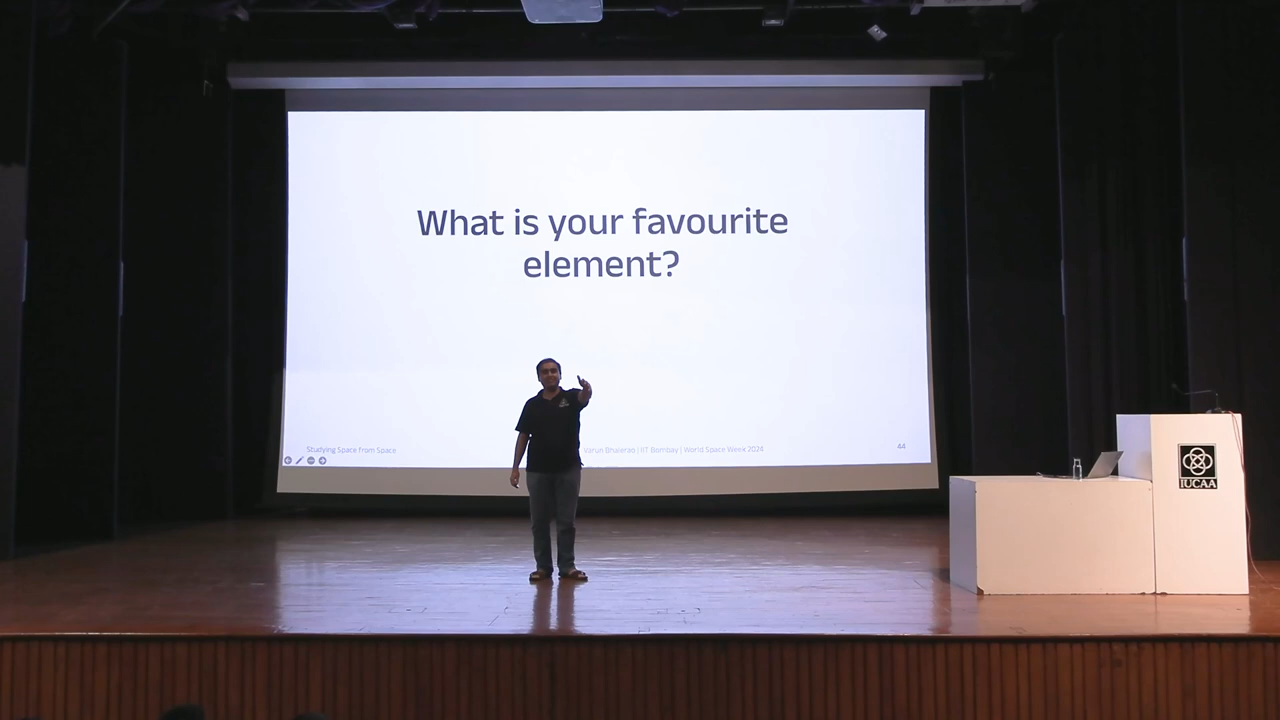 What is your favourite
element?
Studying Space from Space
Varun Bhalerao | IIT Bombay | World Space Week 2024
44
IUCAA